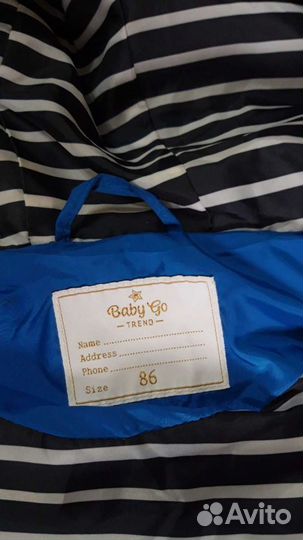 Baby Go
TREND
Name
Address
Phone
Size 86
Avito